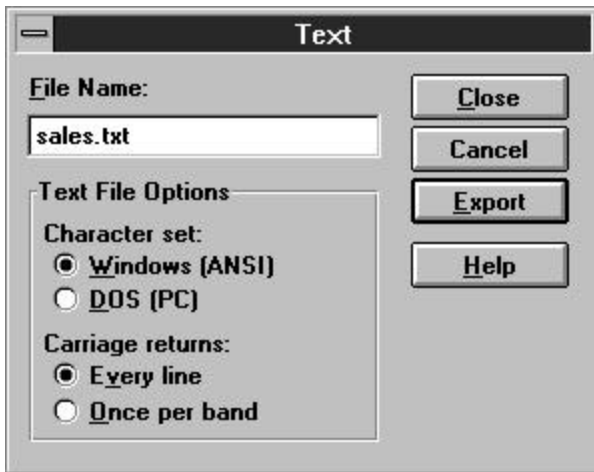 Text
File Name:
sales.txt
Text File Options
Character set:
Windows (ANSI)
DOS (PC)
Carriage returns:
Every line
Once per band
Close
Cancel
Export
Help